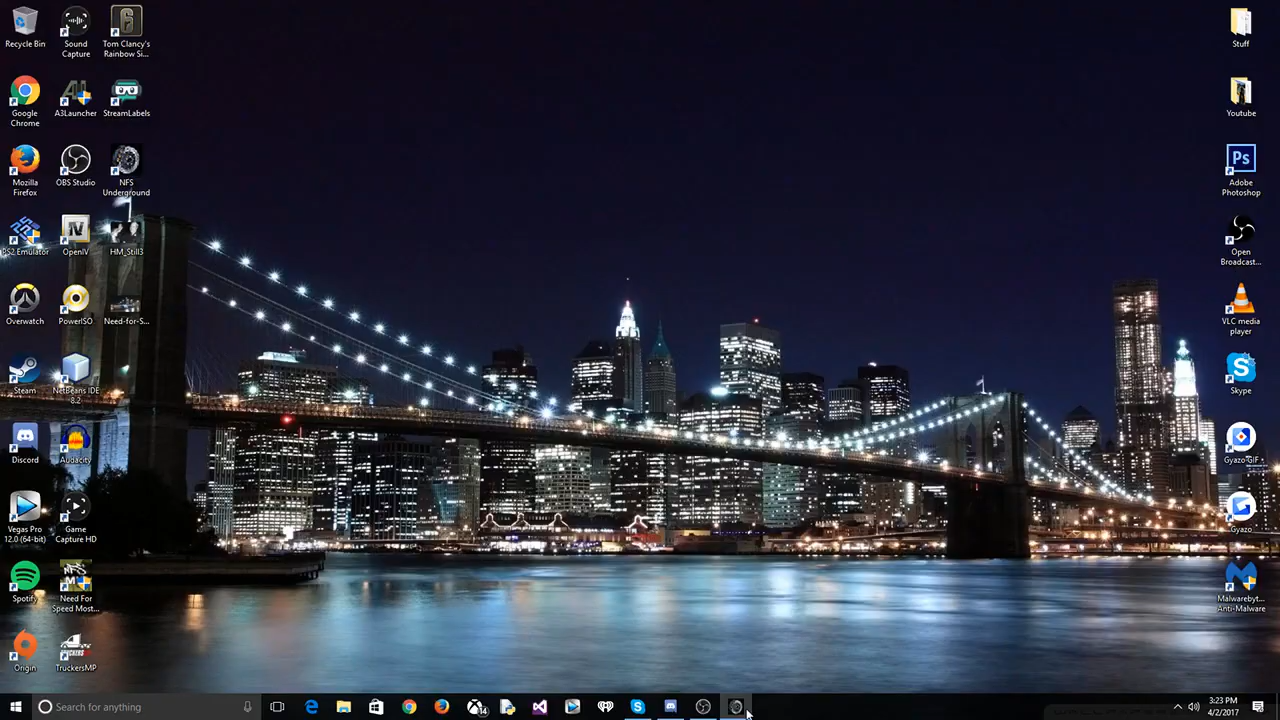 Recycle Bin
Sound
Capture
Tom Clancy's
Rainbow Si...
Stuff
Google
Chrome
A3Launcher
StreamLabels
Youtube
Mozilla
Firefox
OBS Studio
NFS
Underground
Ps
Adobe
Photoshop
PS2 Emulator
IV
OpenIV
HM_Still3
Open
Broadcast...
Overwatch
PowerISO
Need-for-S...
VLC media
player
Steam
NetBeans IDE
8.2
Skype
Discord
Audacity
Gyazo GIF
Vegas Pro
12.0 (64-bit)
Game
Capture HD
Gyazo
Spotify
Need For
Speed Most...
Malwarebyt...
Anti-Malware
Origin
TruckersMP
Search for anything
14
3:23 PM
4/2/2017